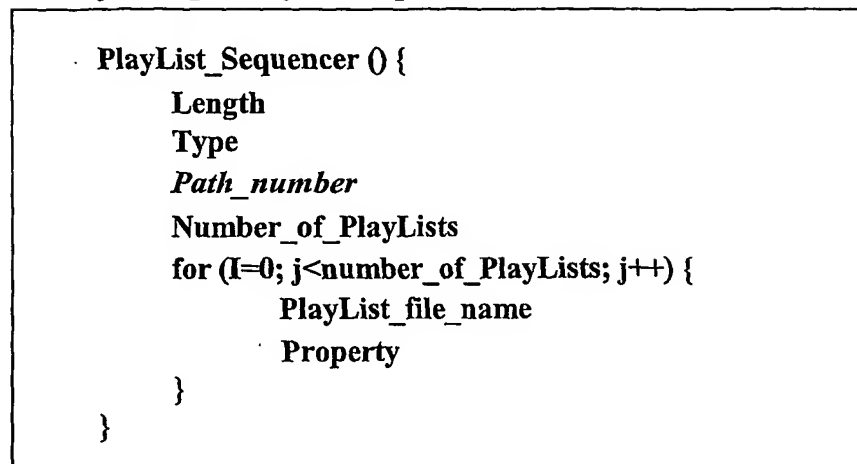 PlayList_Sequencer () {
Length
Type
Path_number
Number_of_PlayLists
for (I=0; j<number_of_PlayLists; j++) {
PlayList_file_name
Property
}
}